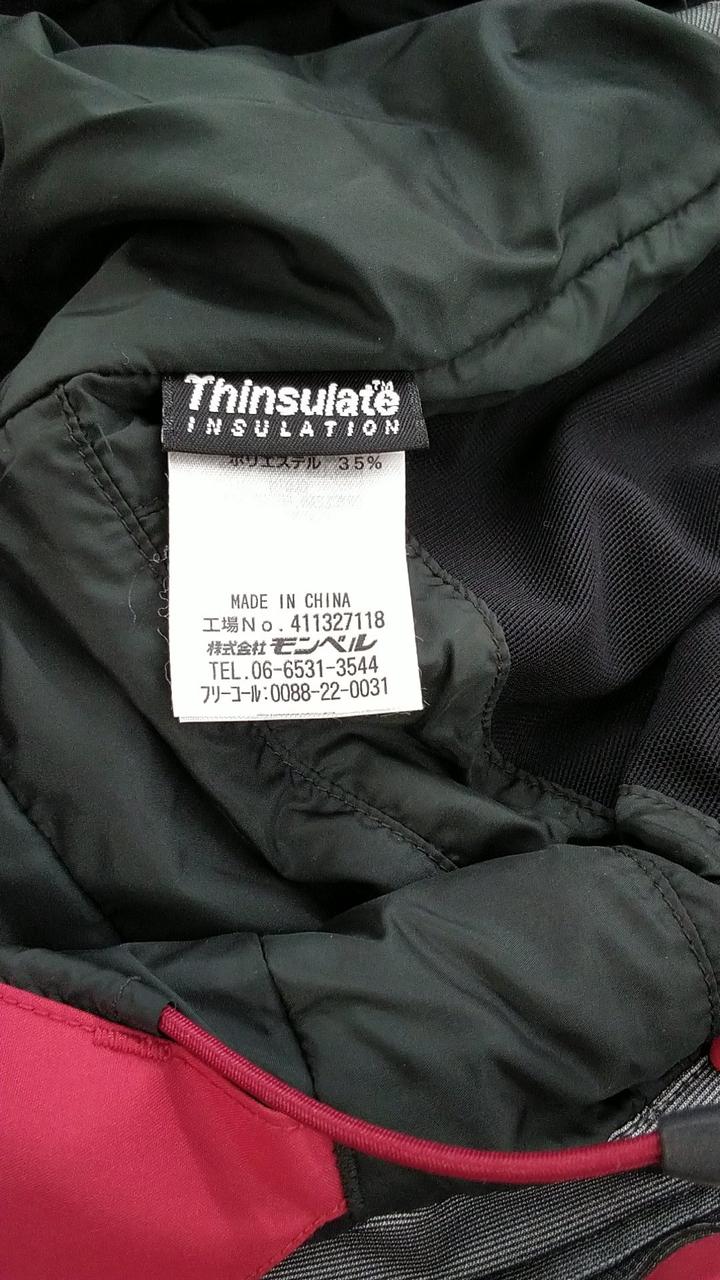 Thinsulate™
INSULATION
ポリエステル 35%
MADE IN CHINA
工場No.411327118
株式会社 モンベル
TEL.06-6531-3544
フリーコール:0088-22-0031